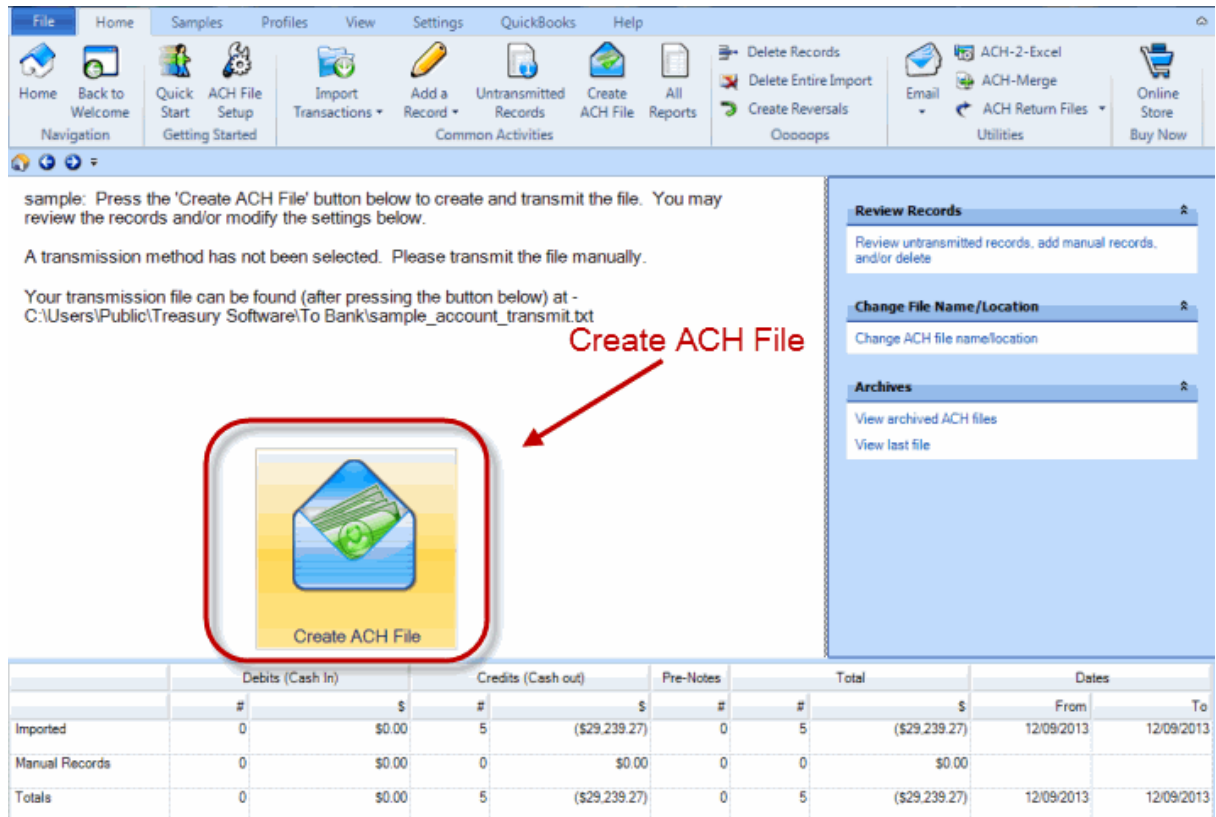 File Home Samples Profiles View Settings QuickBooks Help
Home
Back to
Welcome
Navigation
Quick
Start
ACH File
Setup
Getting Started
Import
Transactions
Add a
Record
Untransmitted
Records
Create
ACH File
All
Reports
Common Activities
Delete Records
Delete Entire Import
Create Reversals
Ooooops
Email
ACH-2-Excel
ACH-Merge
ACH Return Files
Utilities
Online
Store
Buy Now
sample: Press the 'Create ACH File' button below to create and transmit the file. You may
review the records and/or modify the settings below.
A transmission method has not been selected. Please transmit the file manually.
Your transmission file can be found (after pressing the button below) at -
C:\Users\Public\Treasury Software\To Bank\sample_account_transmit.txt
Create ACH File
Create ACH File
Review Records
Review untransmitted records, add manual records,
and/or delete
Change File Name/Location
Change ACH file name/location
Archives
View archived ACH files
View last file
Debits (Cash In) Credits (Cash out) Pre-Notes Total Dates
# $ # $ # # $ From To
Imported 0 $0.00 5 ($29,239.27) 0 5 ($29,239.27) 12/09/2013 12/09/2013
Manual Records 0 $0.00 0 $0.00 0 0 $0.00
Totals 0 $0.00 5 ($29,239.27) 0 5 ($29,239.27) 12/09/2013 12/09/2013